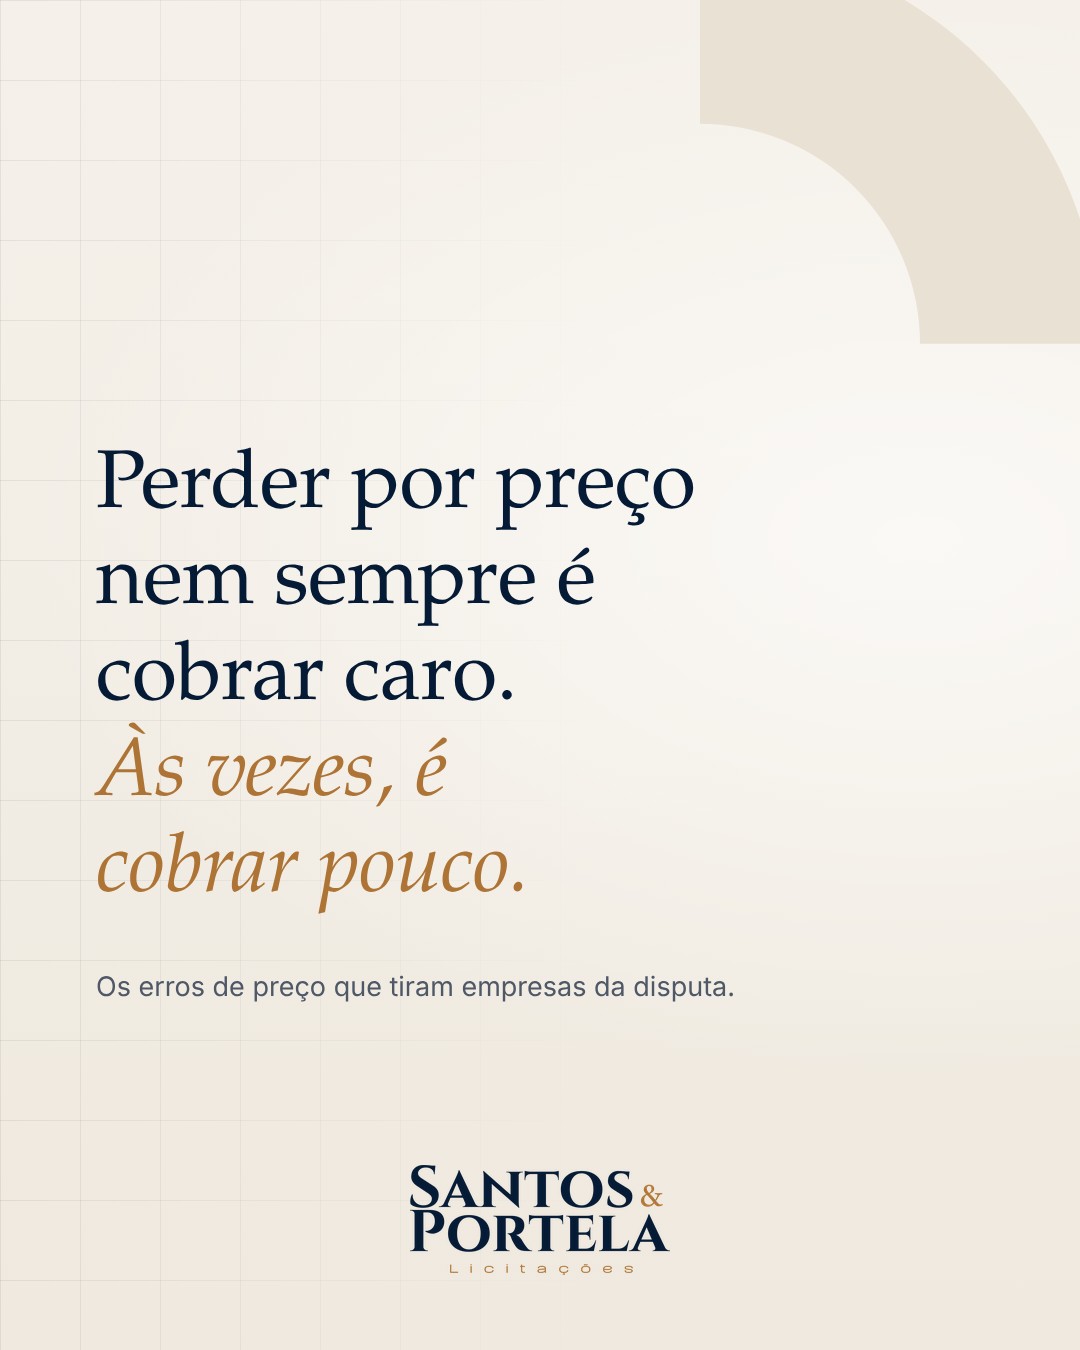 Perder por preço
nem sempre é
cobrar caro.
Às vezes, é
cobrar pouco.
Os erros de preço que tiram empresas da disputa.
SANTOS &
PORTELA
Licitações